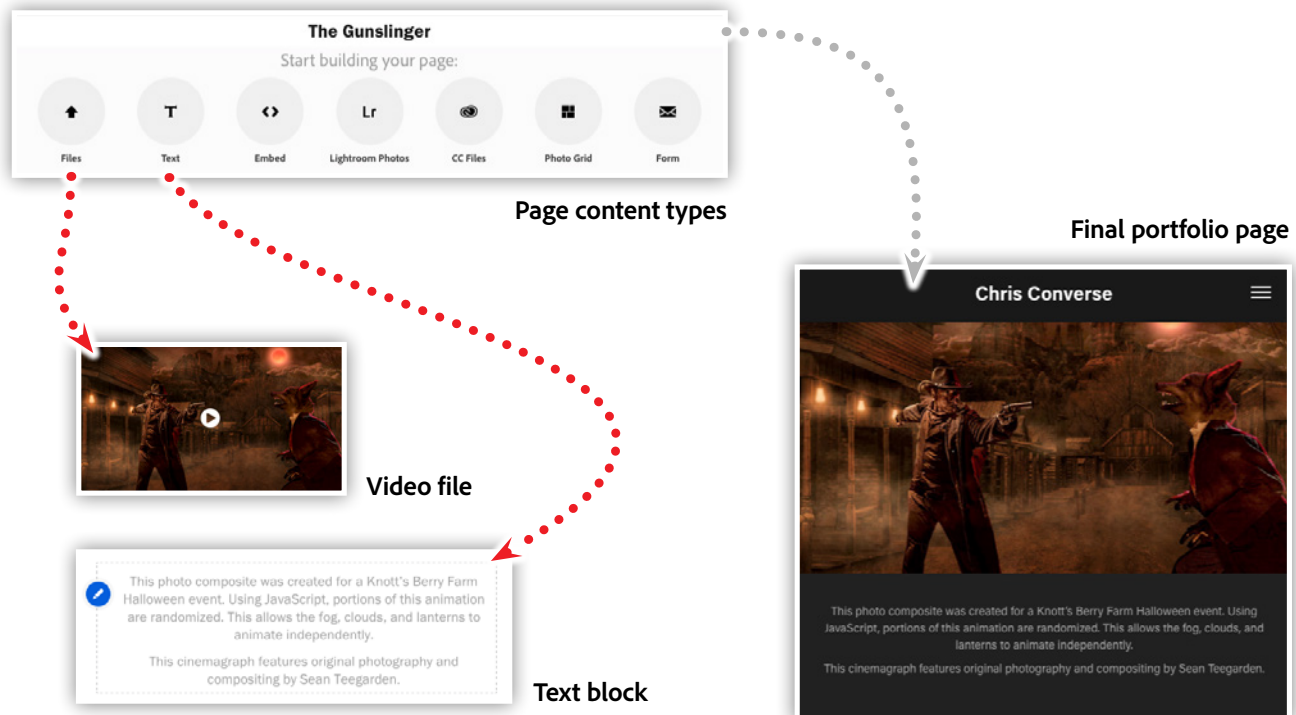 The Gunslinger
Start building your page:
T
Lr
Files
Text
Embed
Lightroom Photos
CC Files
Photo Grid
Form
Page content types
Final portfolio page
Chris Converse
Video file
This photo composite was created for a Knott's Berry Farm
Halloween event. Using JavaScript, portions of this animation
are randomized. This allows the fog, clouds, and lanterns to
animate independently.
This cinemagraph features original photography and
compositing by Sean Teegarden.
Text block
This photo composite was created for a Knott's Berry Farm Halloween event. Using
JavaScript, portions of this animation are randomized. This allows the fog, clouds, and
lanterns to animate independently.
This cinemagraph features original photography and compositing by Sean Teegarden.